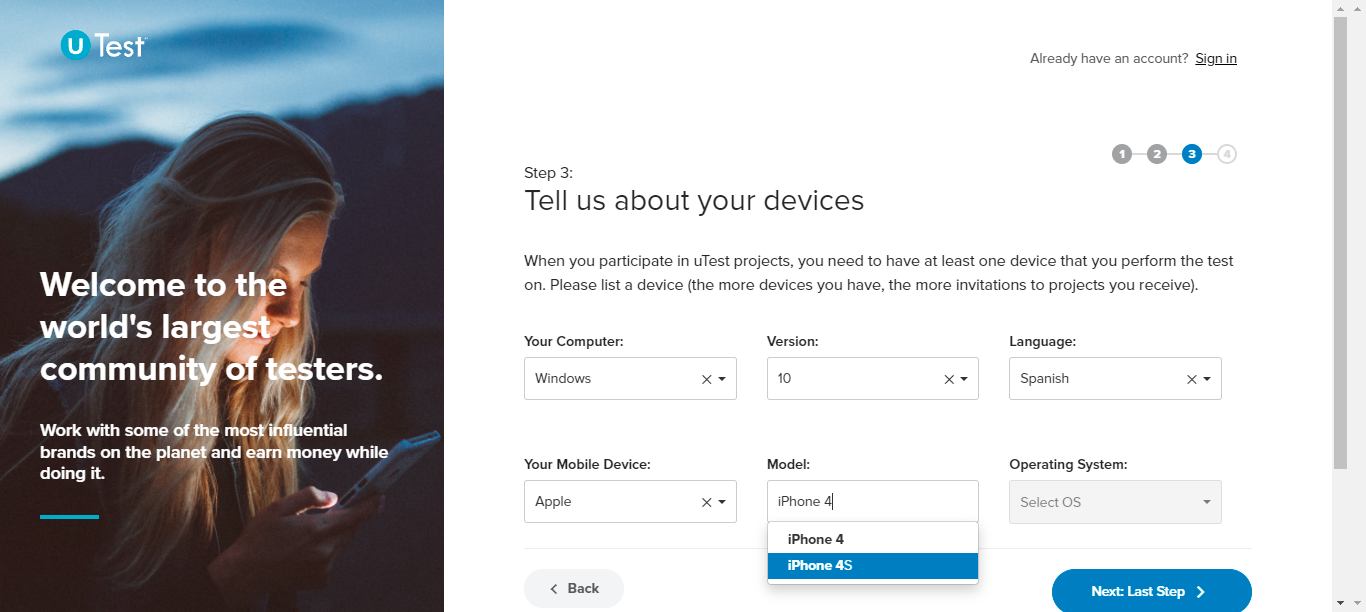 uTest
Already have an account? Sign in
1 2 3 4
Step 3:
Tell us about your devices
When you participate in uTest projects, you need to have at least one device that you perform the test
on. Please list a device (the more devices you have, the more invitations to projects you receive).
Welcome to the
world's largest
community of testers.
Work with some of the most influential
brands on the planet and earn money while
doing it.
Your Computer: Version: Language:
Windows 10 Spanish
Your Mobile Device: Model: Operating System:
Apple iPhone 4 Select OS
iPhone 4
iPhone 4S
Back Next: Last Step